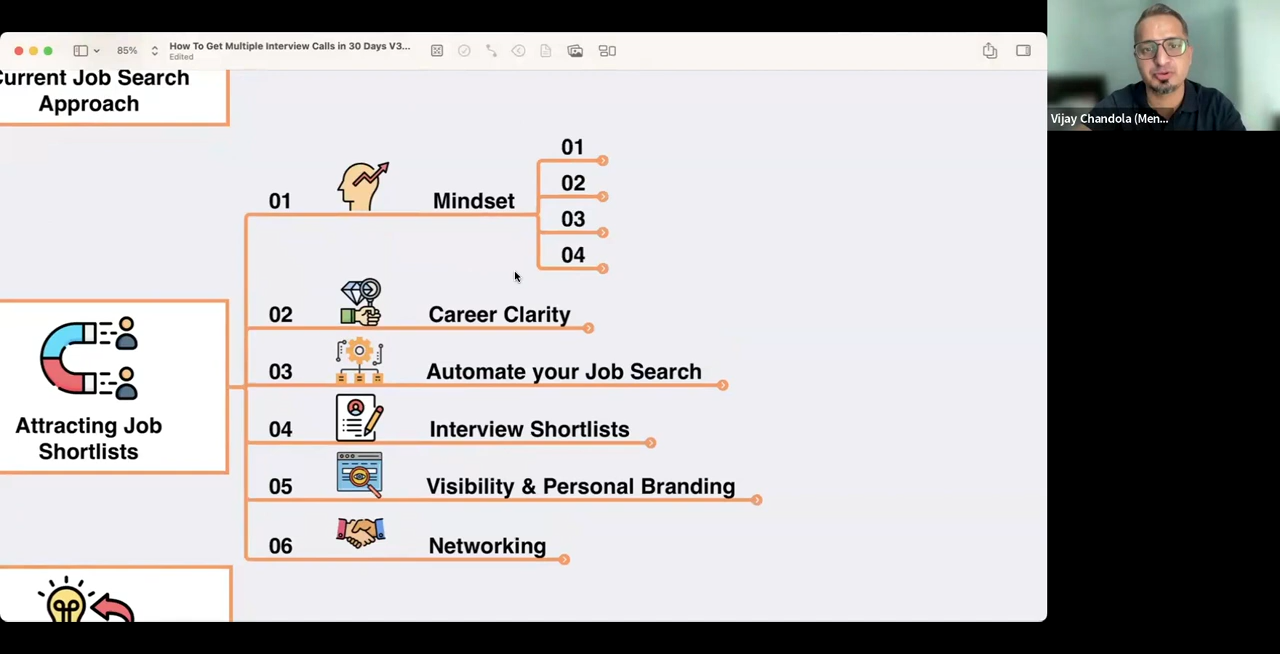 85%
How To Get Multiple Interview Calls in 30 Days V3...
Edited
Vijay Chandola (Men...
Current Job Search
Approach
01
Mindset
01
02
03
04
02
Career Clarity
03
Automate your Job Search
Attracting Job
Shortlists
04
Interview Shortlists
05
Visibility & Personal Branding
06
Networking